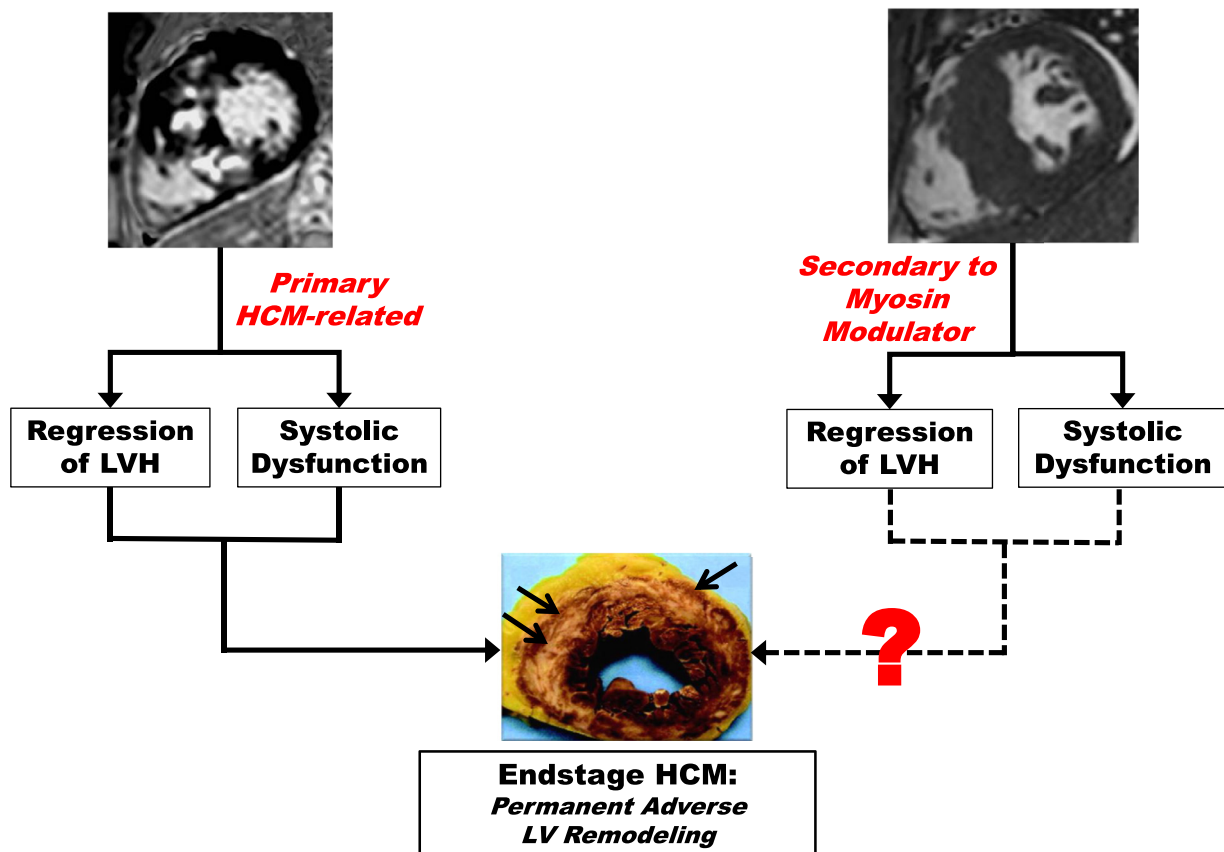 Primary
HCM-related
Secondary to
Myosin
Modulator
Regression
of LVH
Systolic
Dysfunction
Regression
of LVH
Systolic
Dysfunction
?
Endstage HCM:
Permanent Adverse
LV Remodeling